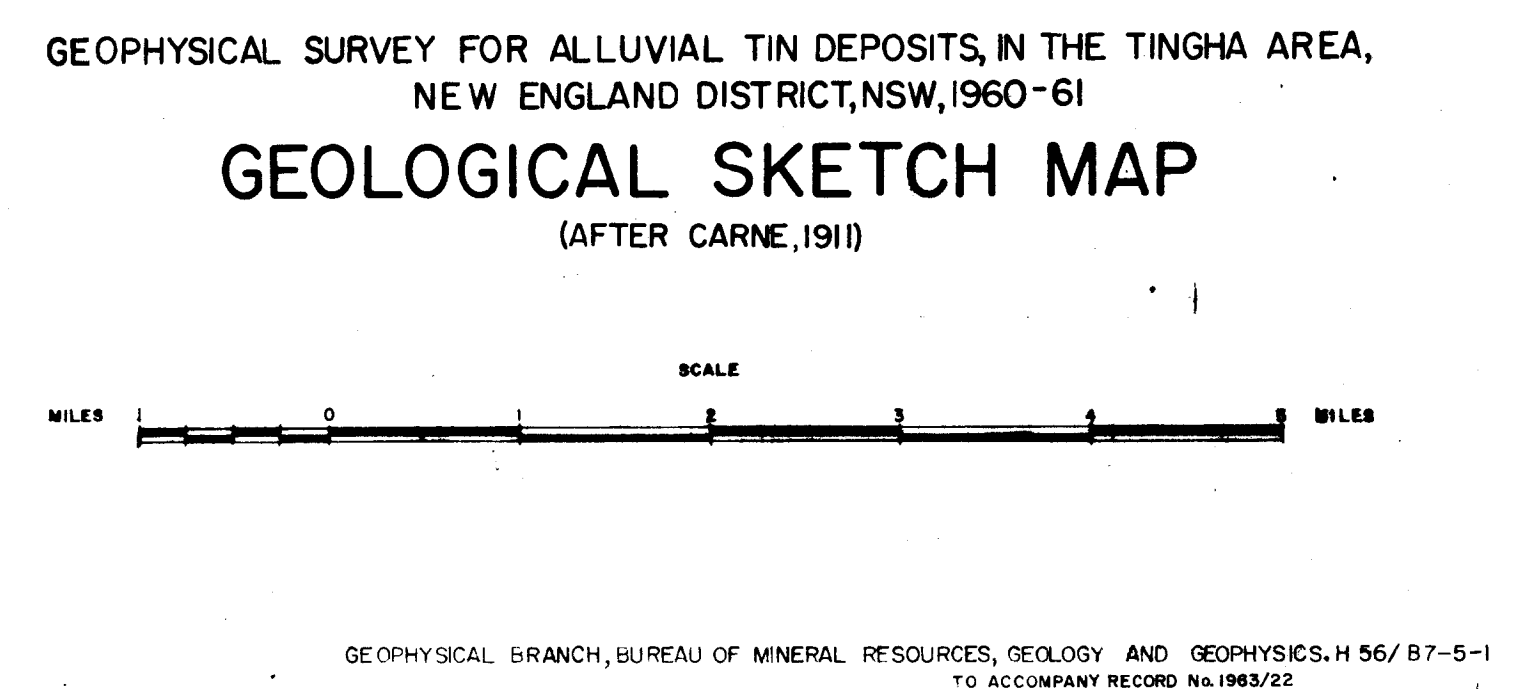 GEOPHYSICAL SURVEY FOR ALLUVIAL TIN DEPOSITS, IN THE TINGHA AREA,
NEW ENGLAND DISTRICT, NSW, 1960-61
GEOLOGICAL SKETCH MAP
(AFTER CARNE, 1911)
SCALE
MILES 1 0 1 2 3 4 5 MILES
GEOPHYSICAL BRANCH, BUREAU OF MINERAL RESOURCES, GEOLOGY AND GEOPHYSICS. H 56/B7-5-1
TO ACCOMPANY RECORD No. 1963/22